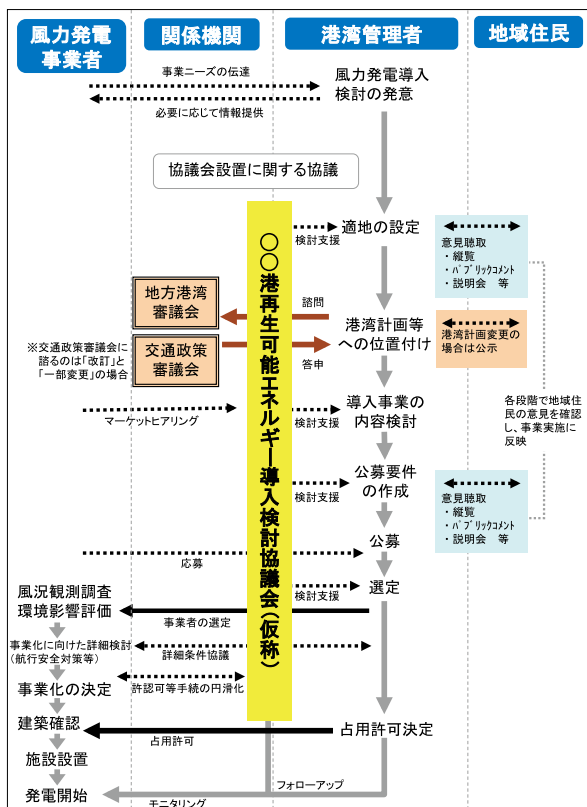 風力発電
事業者
関係機関
港湾管理者
地域住民
事業ニーズの伝達
必要に応じて情報提供
風力発電導入
検討の発意
協議会設置に関する協議
○○港再生可能エネルギー導入検討協議会(仮称)
検討支援
適地の設定
意見聴取
・縦覧
・パブリックコメント
・説明会 等
地方港湾
審議会
諮問
港湾計画等
への位置付け
港湾計画変更の
場合は公示
※交通政策審議会に
諮るのは「改訂」と
「一部変更」の場合
交通政策
審議会
答申
マーケットヒアリング
検討支援
導入事業の
内容検討
各段階で地域住
民の意見を確認
し、事業実施に
反映
検討支援
公募要件
の作成
意見聴取
・縦覧
・パブリックコメント
・説明会 等
応募
公募
検討支援
選定
風況観測調査
環境影響評価
事業者の選定
事業化に向けた詳細検討
(航行安全対策等)
詳細条件協議
事業化の決定
許認可等手続の円滑化
建築確認
占用許可
占用許可決定
施設設置
フォローアップ
発電開始
モニタリング